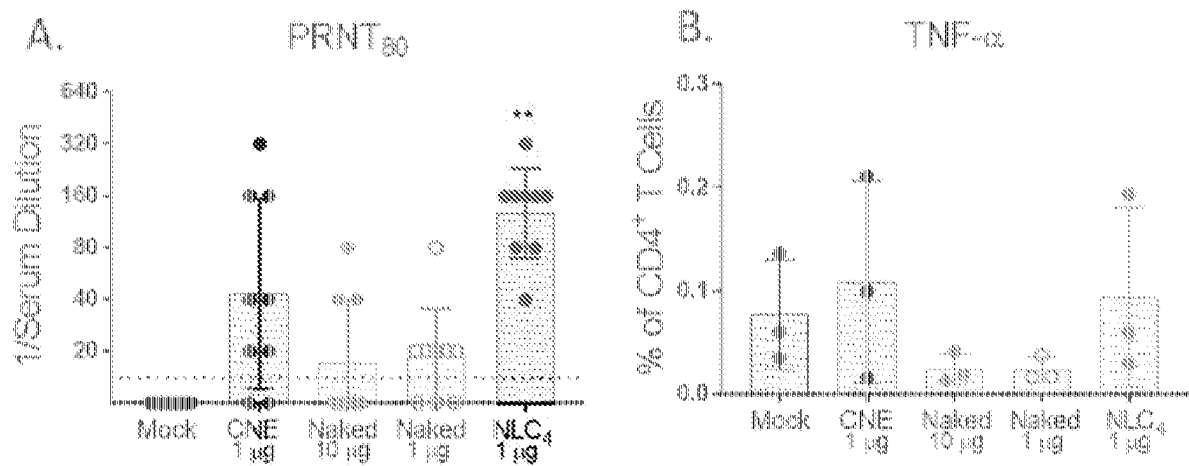 A.
PRNT80
1/Serum Dilution
640
320
160
80
40
20
**
Mock
CNE
1 µg
Naked
10 µg
Naked
1 µg
NLC4
1 µg
B.
TNF-α
% of CD4+ T Cells
0.3
0.2
0.1
0.0
Mock
CNE
1 µg
Naked
10 µg
Naked
1 µg
NLC4
1 µg